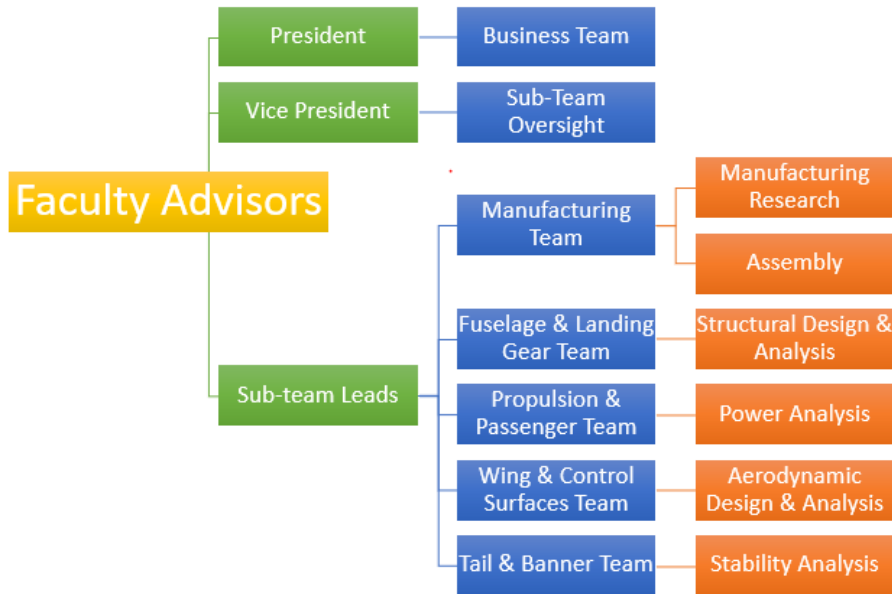 President
Business Team
Vice President
Sub-Team
Oversight
Faculty Advisors
Manufacturing
Team
Manufacturing
Research
Assembly
Sub-team Leads
Fuselage & Landing
Gear Team
Structural Design &
Analysis
Propulsion &
Passenger Team
Power Analysis
Wing & Control
Surfaces Team
Aerodynamic
Design & Analysis
Tail & Banner Team
Stability Analysis